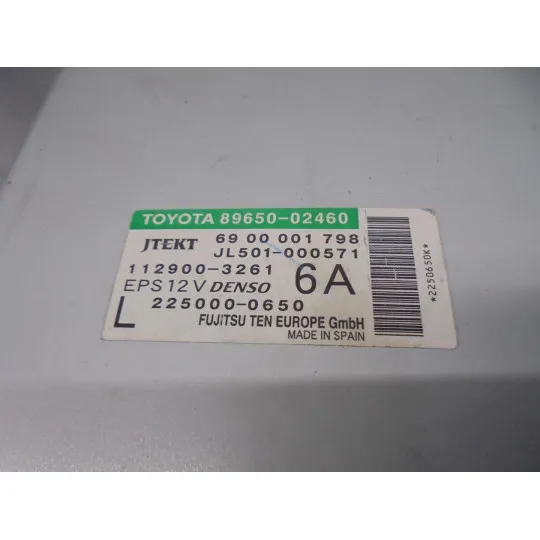 TOYOTA 89650-02460
JTEKT 69 00 001 798
JL501-000571
112900-3261 6A
EPS 12 V DENSO
L 225000-0650
FUJITSU TEN EUROPE GmbH
MADE IN SPAIN
*2250650K*